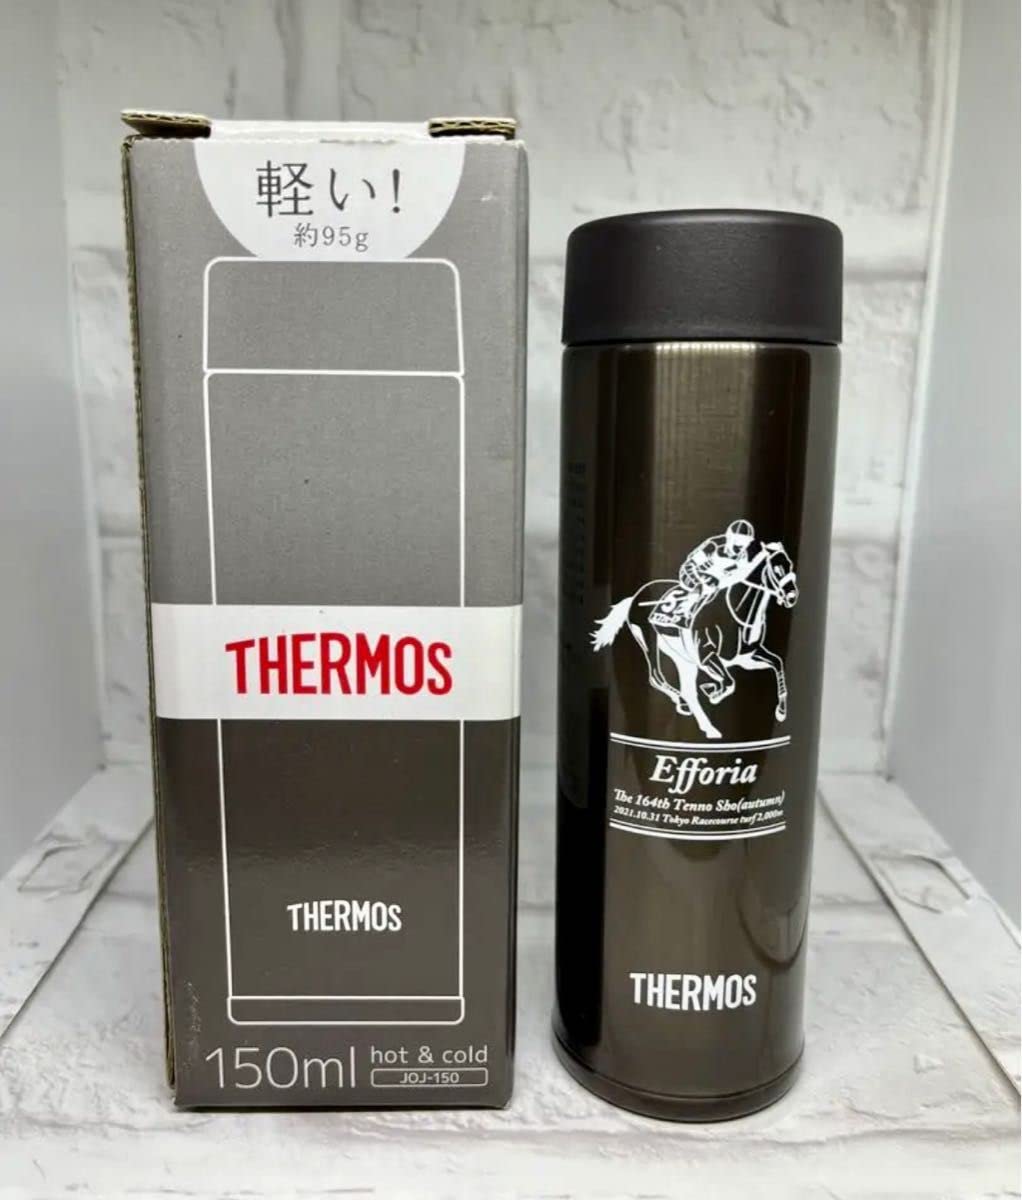 軽い!
約95g
THERMOS
THERMOS
150ml
hot & cold
JOJ-150
5
Efforia
The 164th Tenno Sho(autumn)
2021.10.31 Tokyo Racecourse turf 2,000m
THERMOS